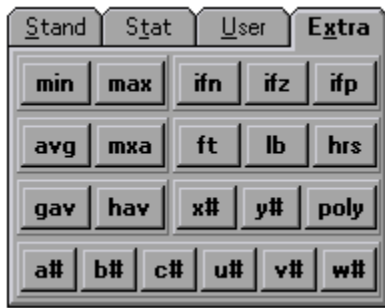 Stand Stat User Extra
min max ifn ifz ifp
avg mxa ft lb hrs
gav hav x# y# poly
a# b# c# u# v# w#